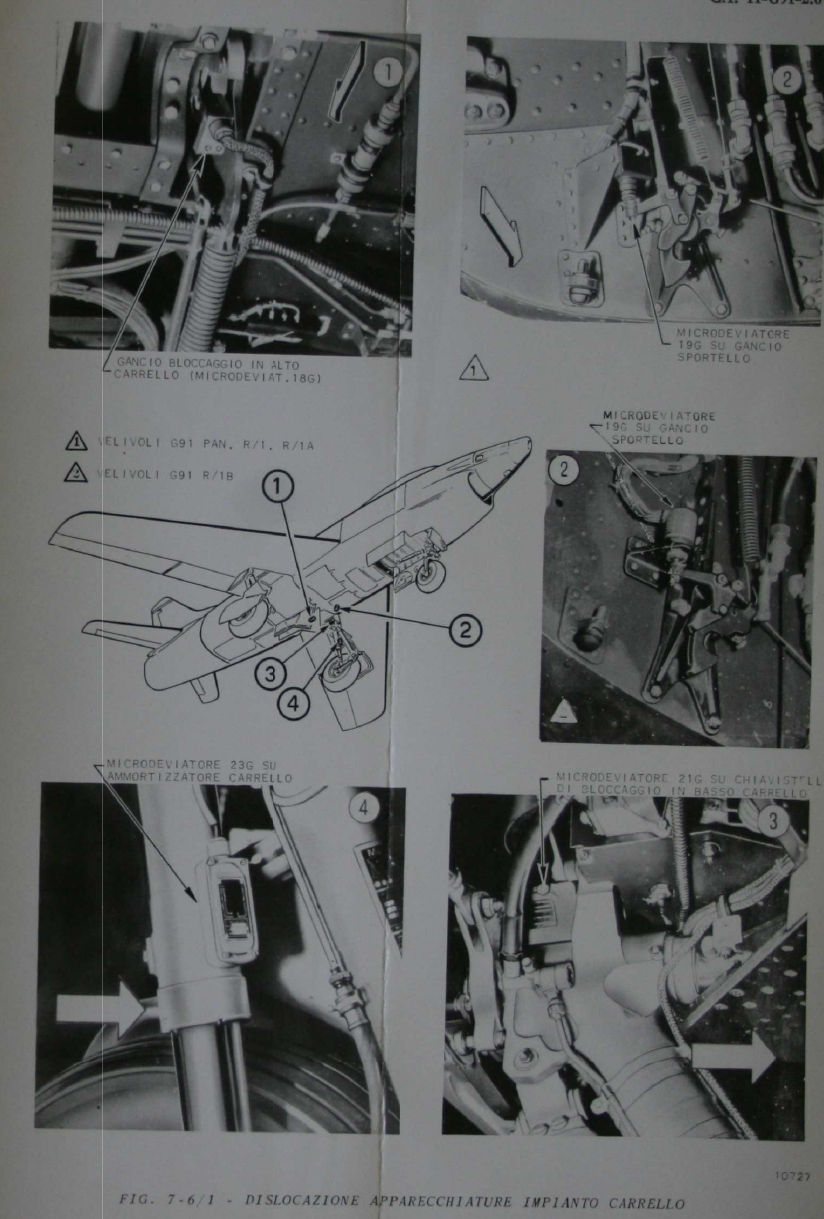 1
2
GANCIO BLOCCAGGIO IN ALTO
CARRELLO (MICRODEVIAT.18G)
MICRODEVIATORE
19G SU GANCIO
SPORTELLO
1
1 VELIVOLI G91 PAN, R/1, R/1A
2 VELIVOLI G91 R/1B
MICRODEVIATORE
19G SU GANCIO
SPORTELLO
2
1
2
3
4
MICRODEVIATORE 23G SU
AMMORTIZZATORE CARRELLO
MICRODEVIATORE 21G SU CHIAVISTELL
DI BLOCCAGGIO IN BASSO CARRELLO
4
3
10727
FIG. 7-6/1 - DISLOCAZIONE APPARECCHIATURE IMPIANTO CARRELLO